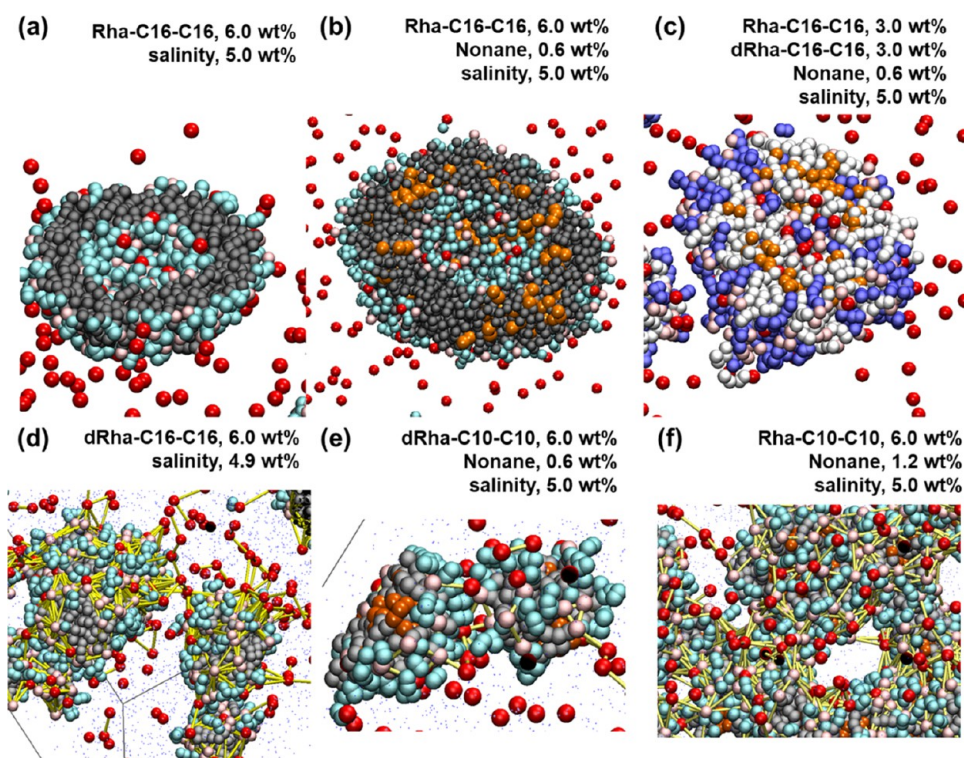 (a)
Rha-C16-C16, 6.0 wt%
salinity, 5.0 wt%
(b)
Rha-C16-C16, 6.0 wt%
Nonane, 0.6 wt%
salinity, 5.0 wt%
(c)
Rha-C16-C16, 3.0 wt%
dRha-C16-C16, 3.0 wt%
Nonane, 0.6 wt%
salinity, 5.0 wt%
(d)
dRha-C16-C16, 6.0 wt%
salinity, 4.9 wt%
(e)
dRha-C10-C10, 6.0 wt%
Nonane, 0.6 wt%
salinity, 5.0 wt%
(f)
Rha-C10-C10, 6.0 wt%
Nonane, 1.2 wt%
salinity, 5.0 wt%